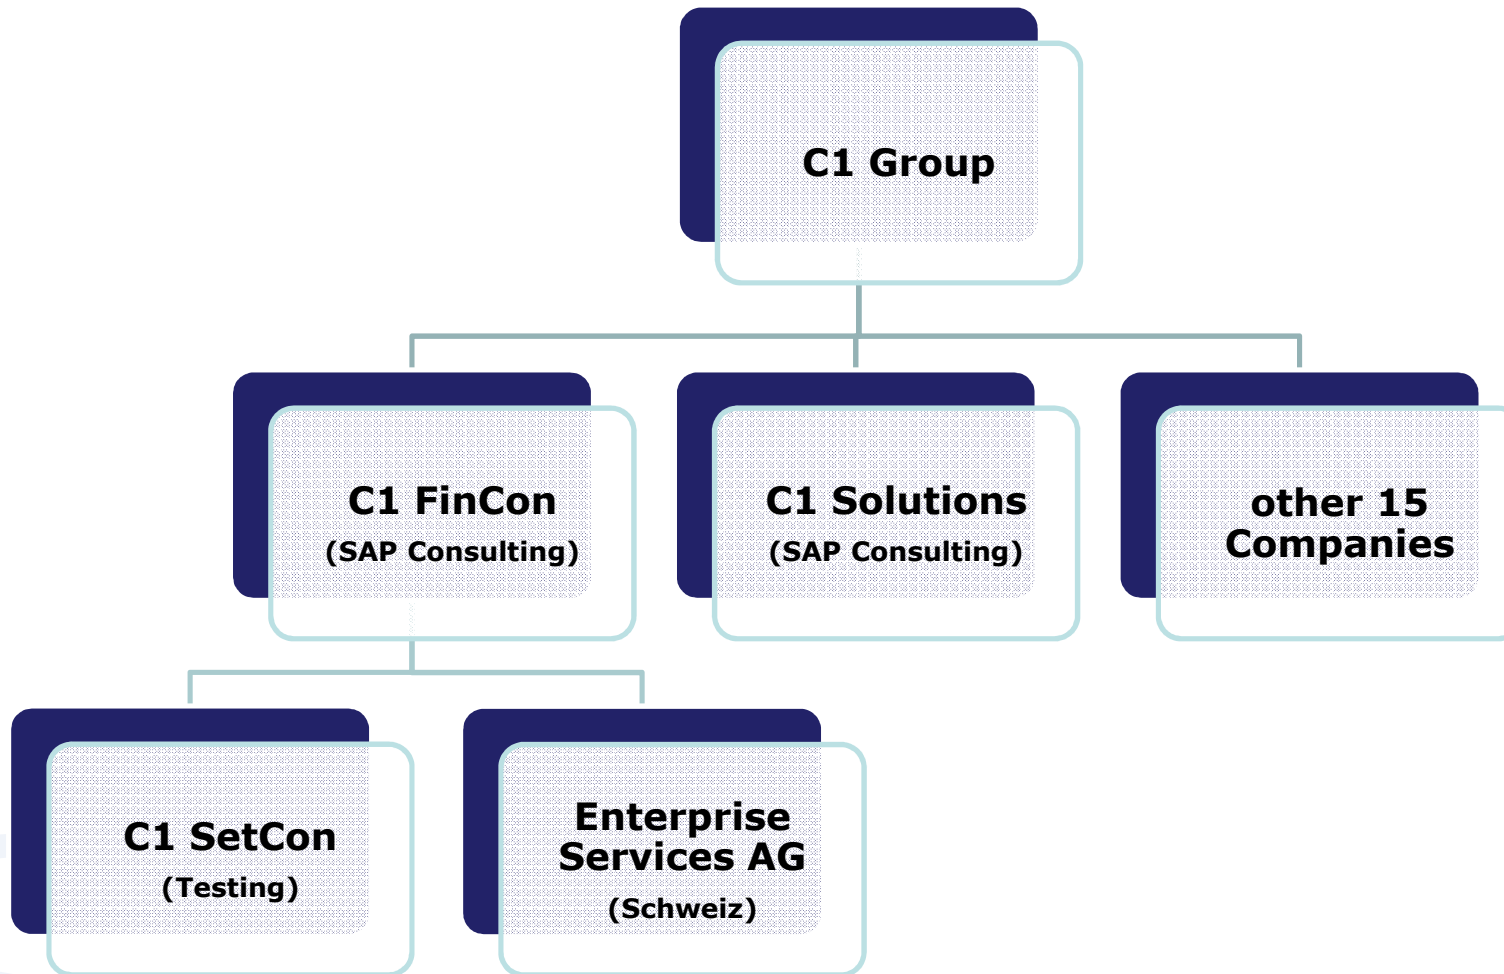 C1 Group
C1 FinCon
(SAP Consulting)
C1 Solutions
(SAP Consulting)
other 15
Companies
C1 SetCon
(Testing)
Enterprise
Services AG
(Schweiz)